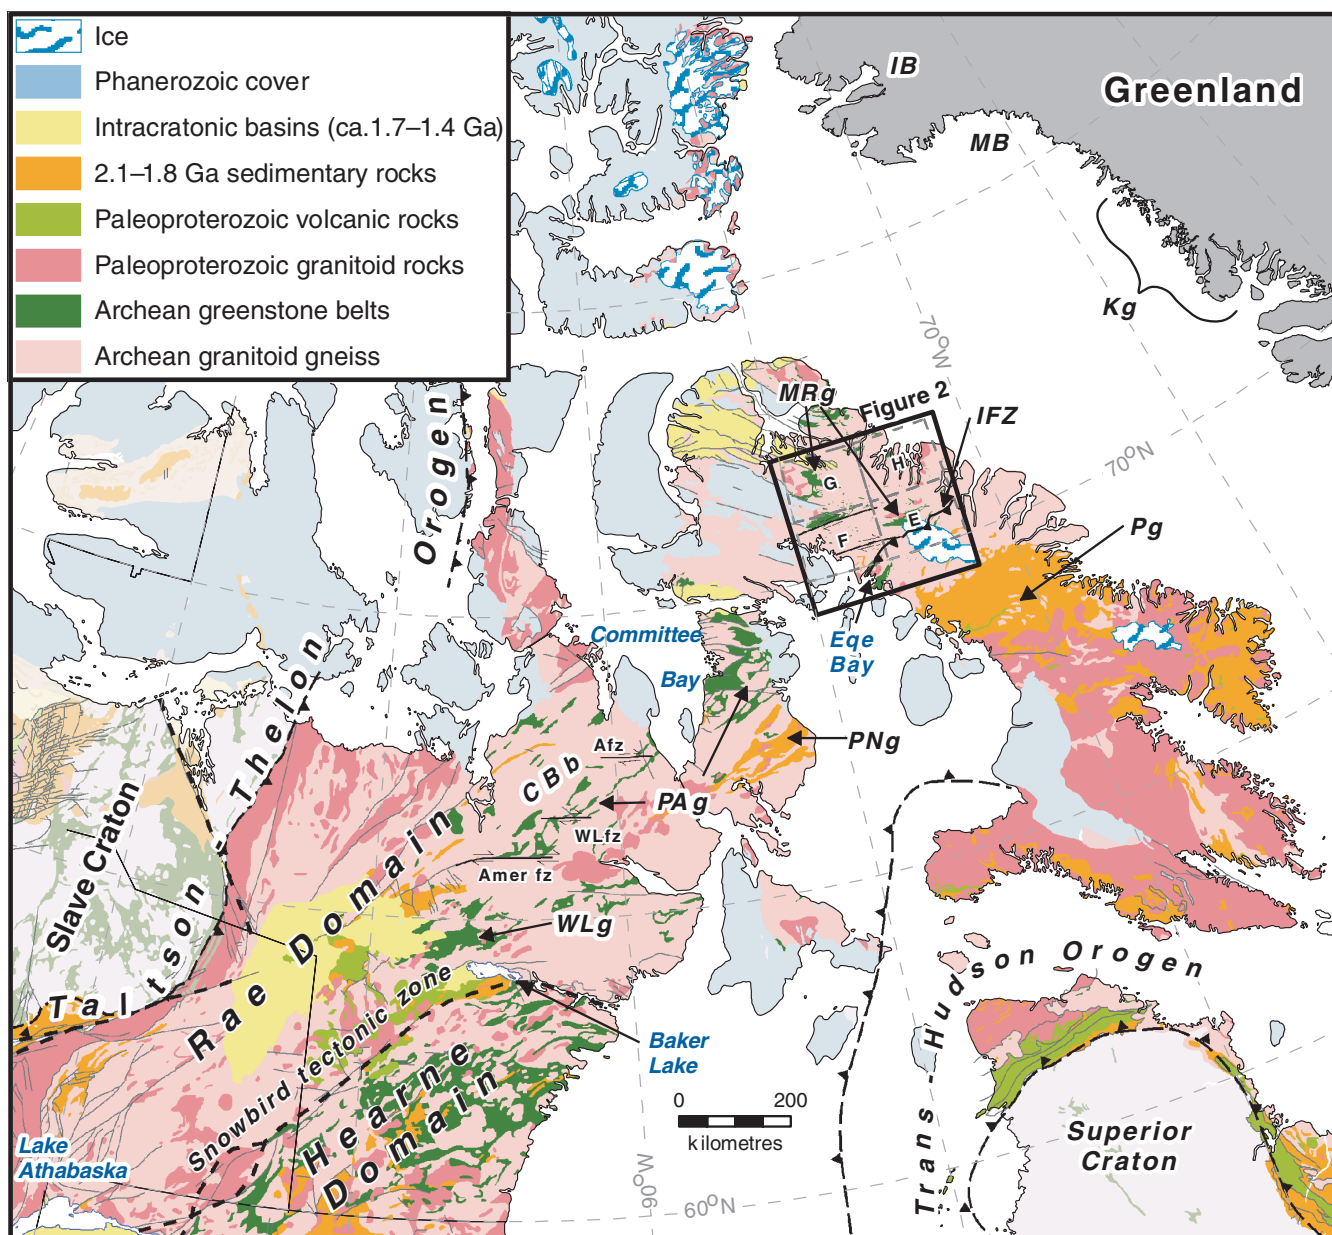 Ice
Phanerozoic cover
Intracratonic basins (ca.1.7–1.4 Ga)
2.1–1.8 Ga sedimentary rocks
Paleoproterozoic volcanic rocks
Paleoproterozoic granitoid rocks
Archean greenstone belts
Archean granitoid gneiss
IB
Greenland
MB
Kg
70°W
MRg
Figure 2
IFZ
70°N
H
G
E
F
Pg
Orogen
Committee
Bay
Eqe
Bay
Thelon
PNg
Afz
CBb
PAg
WLfz
Amer fz
Slave Craton
Taltson
WLg
Rae Domain
Snowbird tectonic zone
Baker
Lake
Hearne
Domain
Trans-Hudson Orogen
0 200
kilometres
Superior
Craton
Lake
Athabaska
90°W
60°N